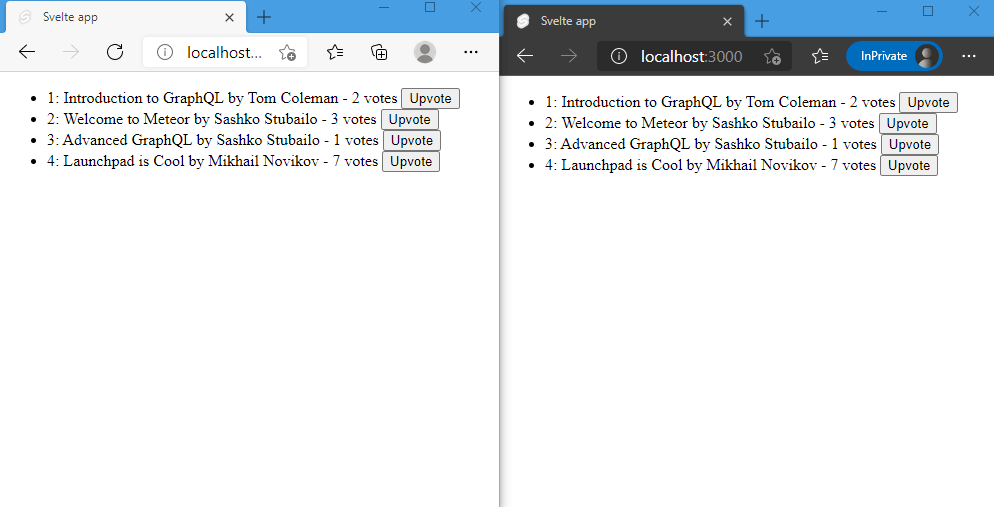 Svelte app
localhost...
1: Introduction to GraphQL by Tom Coleman - 2 votes Upvote
2: Welcome to Meteor by Sashko Stubailo - 3 votes Upvote
3: Advanced GraphQL by Sashko Stubailo - 1 votes Upvote
4: Launchpad is Cool by Mikhail Novikov - 7 votes Upvote
Svelte app
localhost:3000 InPrivate
1: Introduction to GraphQL by Tom Coleman - 2 votes Upvote
2: Welcome to Meteor by Sashko Stubailo - 3 votes Upvote
3: Advanced GraphQL by Sashko Stubailo - 1 votes Upvote
4: Launchpad is Cool by Mikhail Novikov - 7 votes Upvote